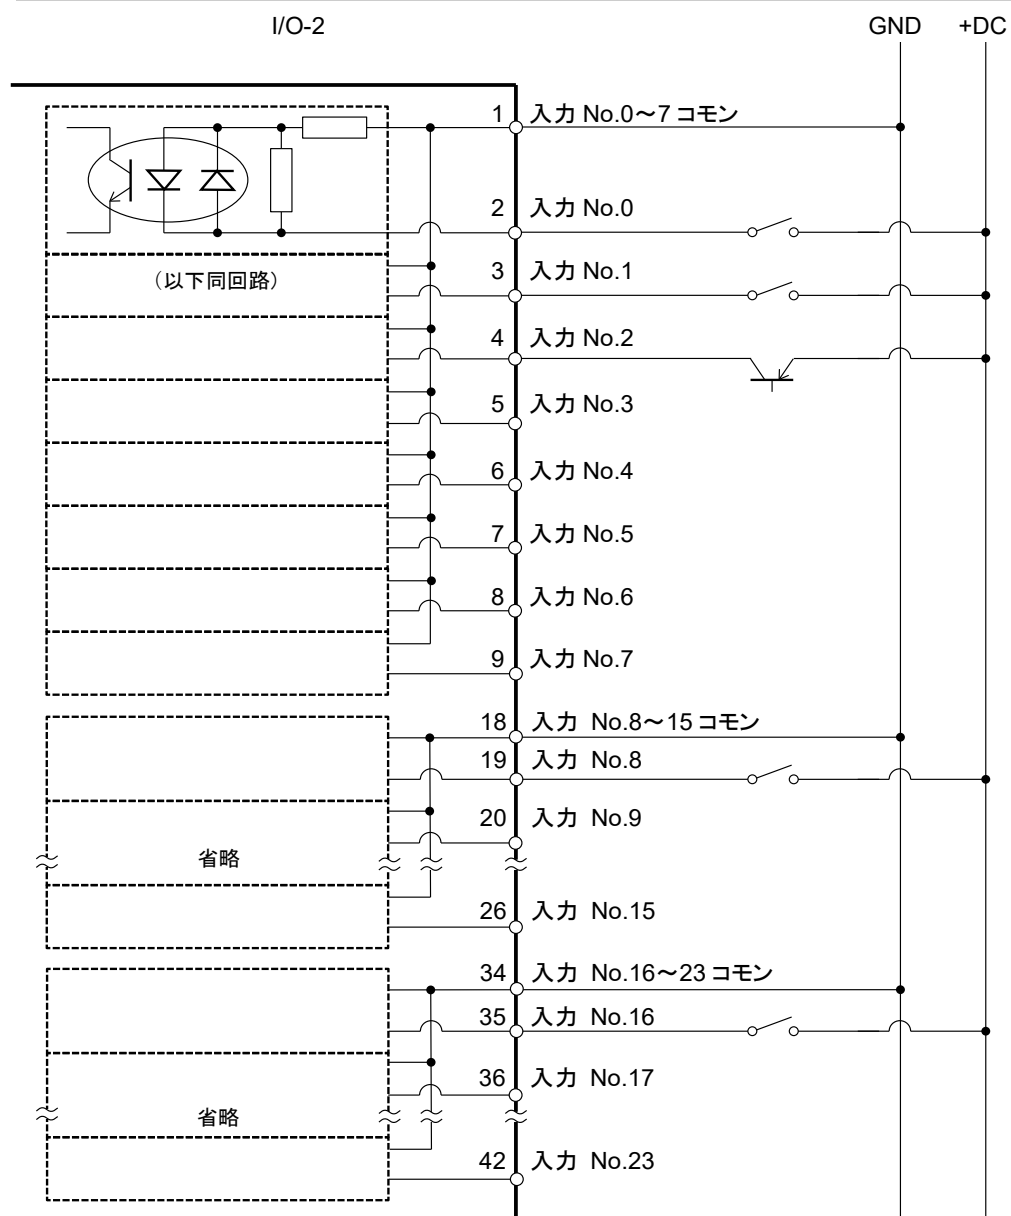 I/O-2 GND +DC
1 入力 No.0～7 コモン
2 入力 No.0
（以下同回路）
3 入力 No.1
4 入力 No.2
5 入力 No.3
6 入力 No.4
7 入力 No.5
8 入力 No.6
9 入力 No.7
18 入力 No.8～15 コモン
19 入力 No.8
20 入力 No.9
省略
26 入力 No.15
34 入力 No.16～23 コモン
35 入力 No.16
36 入力 No.17
省略
42 入力 No.23